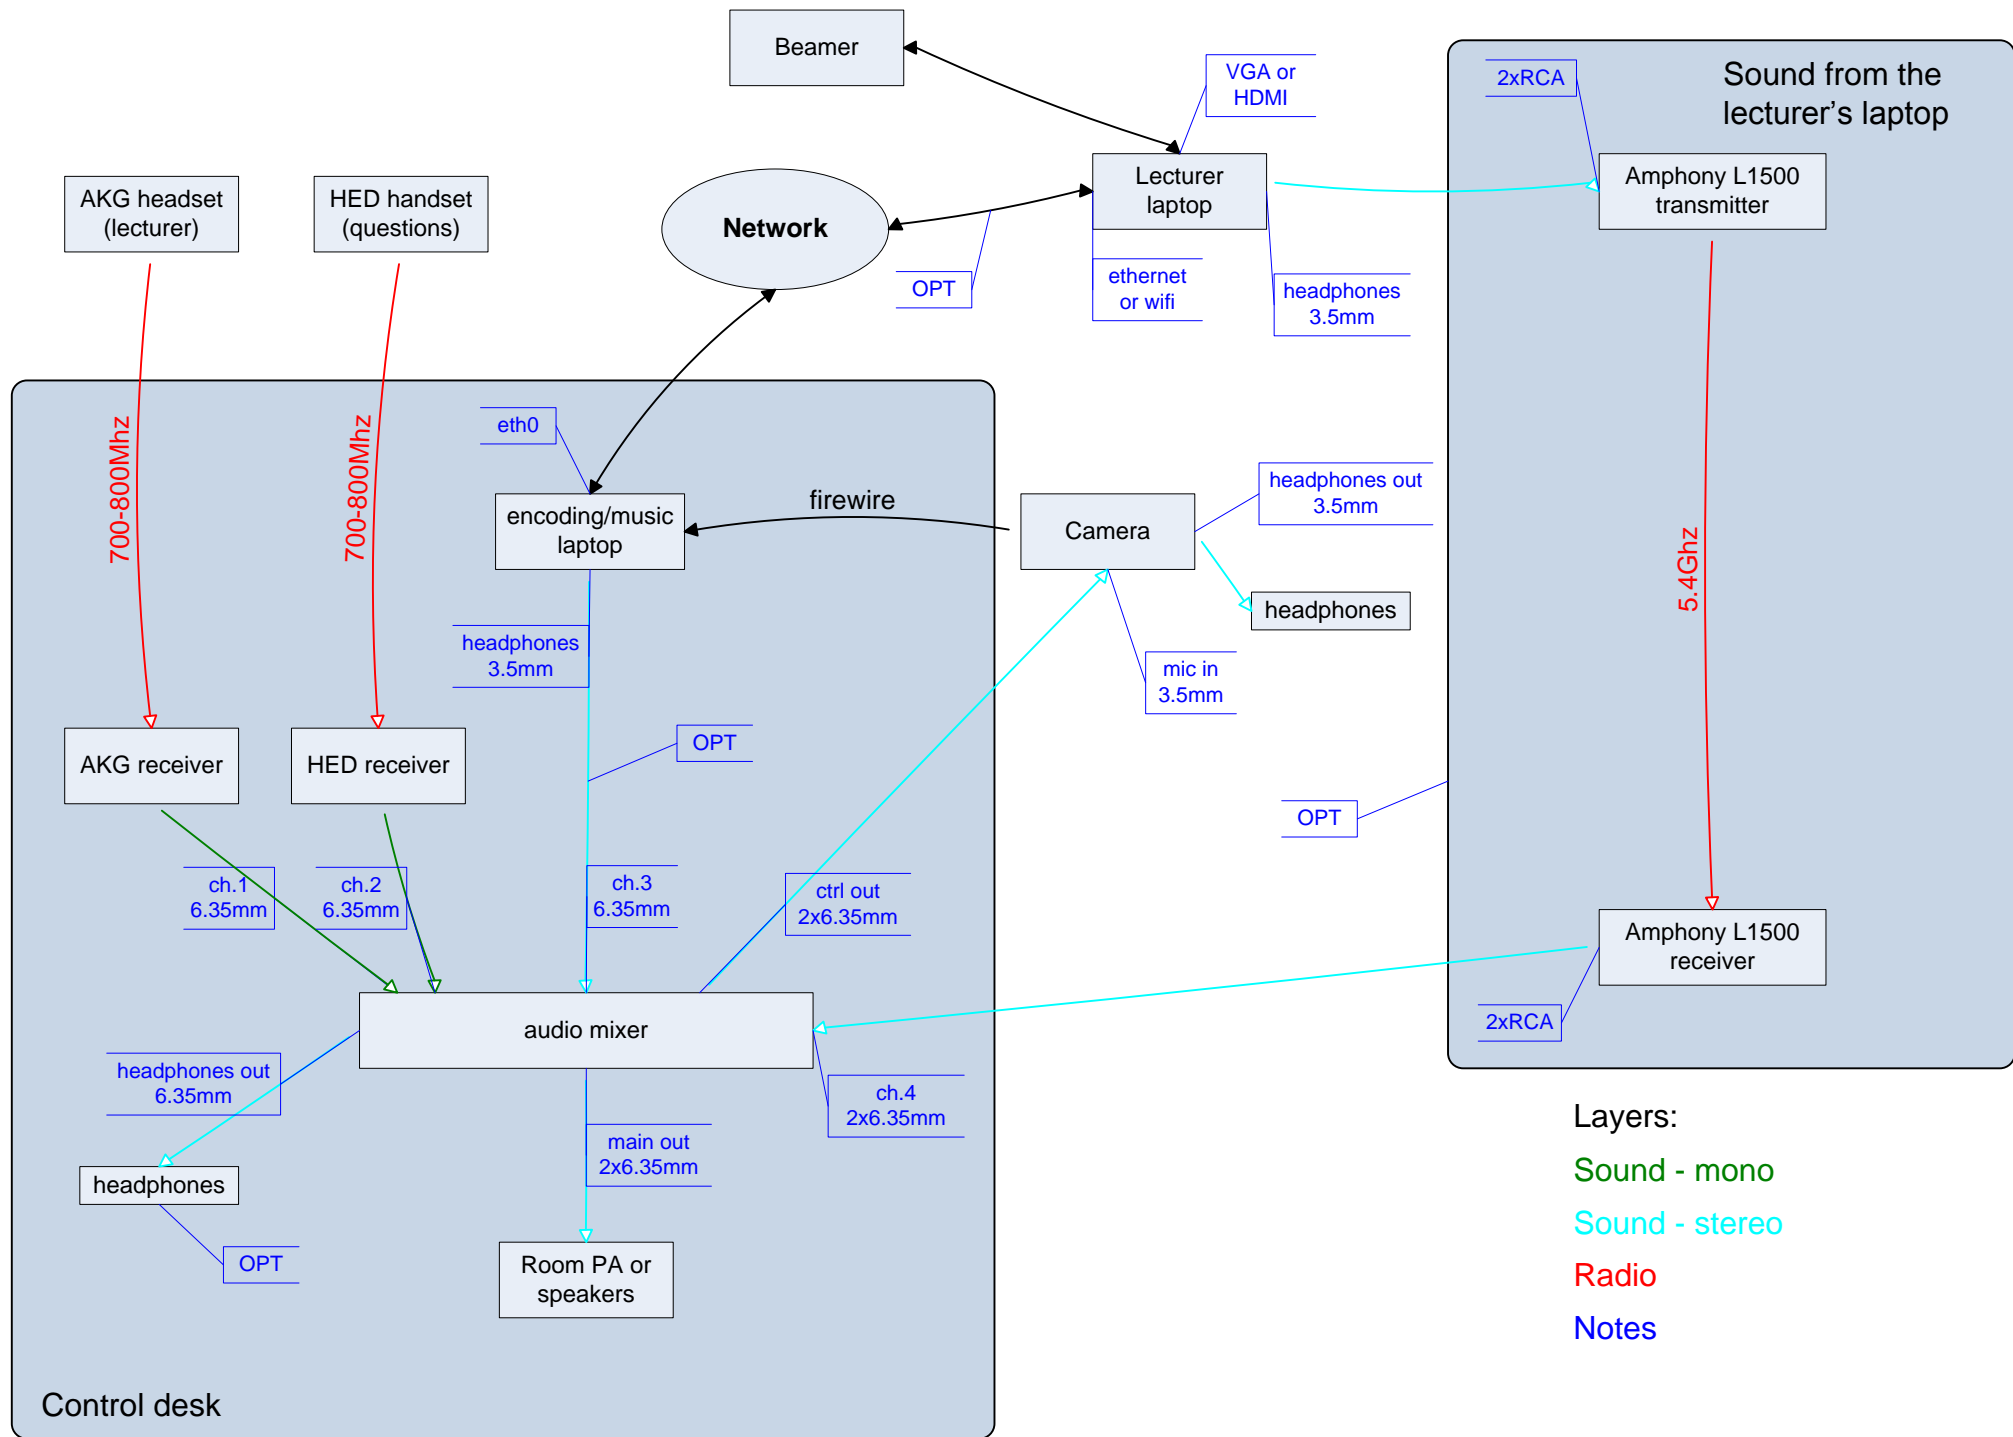 Beamer
VGA or
HDMI
2xRCA
Sound from the
lecturer's laptop
AKG headset
(lecturer)
HED handset
(questions)
Network
Lecturer
laptop
Amphony L1500
transmitter
OPT
ethernet
or wifi
headphones
3.5mm
700-800Mhz
700-800Mhz
eth0
encoding/music
laptop
firewire
Camera
headphones out
3.5mm
headphones
5.4Ghz
headphones
3.5mm
mic in
3.5mm
OPT
AKG receiver
HED receiver
OPT
ch.1
6.35mm
ch.2
6.35mm
ch.3
6.35mm
ctrl out
2x6.35mm
Amphony L1500
receiver
2xRCA
audio mixer
headphones out
6.35mm
ch.4
2x6.35mm
main out
2x6.35mm
headphones
OPT
Room PA or
speakers
Control desk
Layers:
Sound - mono
Sound - stereo
Radio
Notes